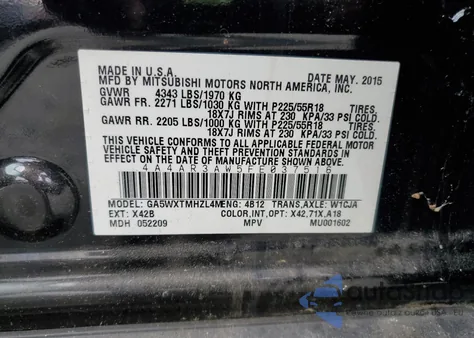 MADE IN U.S.A. DATE MAY. 2015
MFD BY MITSUBISHI MOTORS NORTH AMERICA, INC.
GVWR 4343 LBS/1970 KG
GAWR FR. 2271 LBS/1030 KG WITH P225/55R18 TIRES,
18X7J RIMS AT 230 KPA/33 PSI COLD.
GAWR RR. 2205 LBS/1000 KG WITH P225/55R18 TIRES,
18X7J RIMS AT 230 KPA/33 PSI COLD.
THIS VEHICLE CONFORMS TO ALL APPLICABLE FEDERAL MOTOR
VEHICLE SAFETY, BUMPER AND THEFT PREVENTION STANDARDS
IN EFFECT ON THE DATE OF MANUFACTURE SHOWN ABOVE.
4A4AR3AW5FE037516
MODEL: GA5WXTMHZL4M ENG: 4B12 TRANS,AXLE: W1CJA
EXT: X42B COLOR,INT,OPT: X42,71X,A18
MDH 052209 MPV MU001602